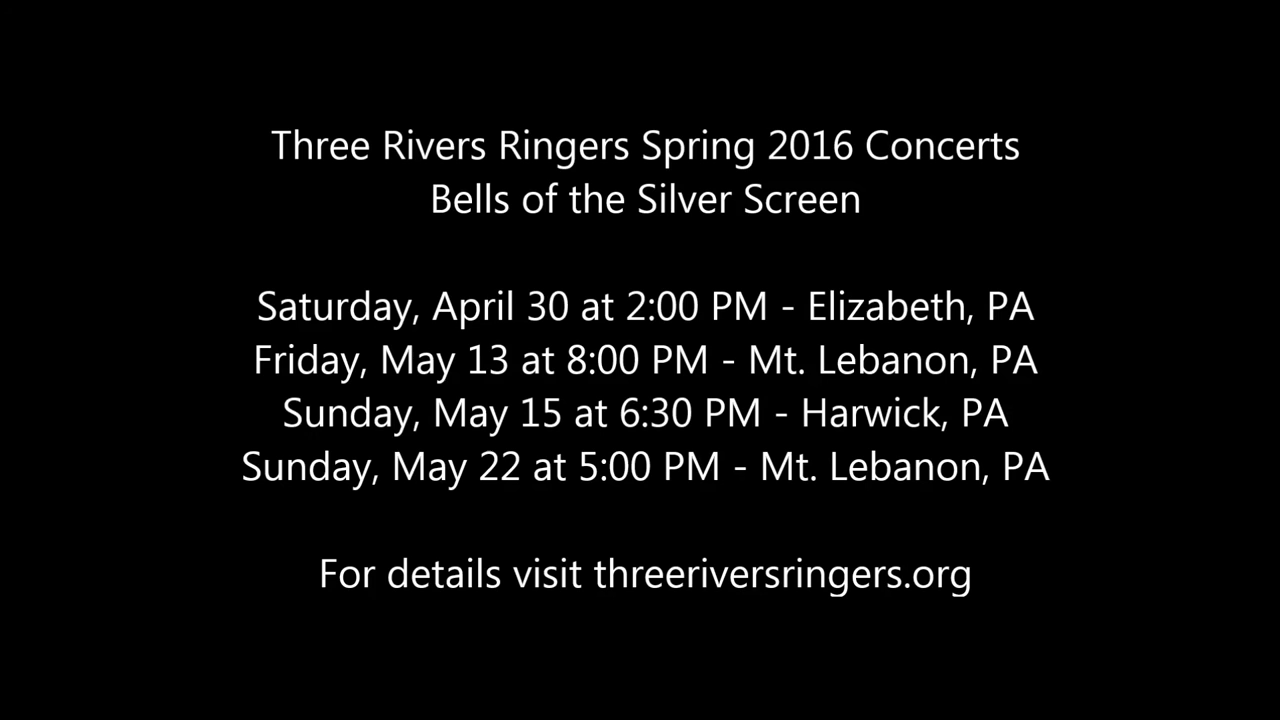 Three Rivers Ringers Spring 2016 Concerts
Bells of the Silver Screen
Saturday, April 30 at 2:00 PM - Elizabeth, PA
Friday, May 13 at 8:00 PM - Mt. Lebanon, PA
Sunday, May 15 at 6:30 PM - Harwick, PA
Sunday, May 22 at 5:00 PM - Mt. Lebanon, PA
For details visit threeriversringers.org